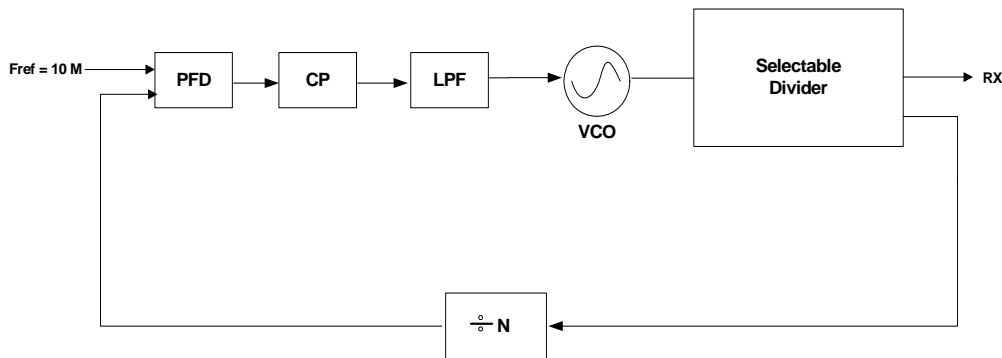 Fref = 10 M
PFD
CP
LPF
VCO
Selectable
Divider
RX
÷ N